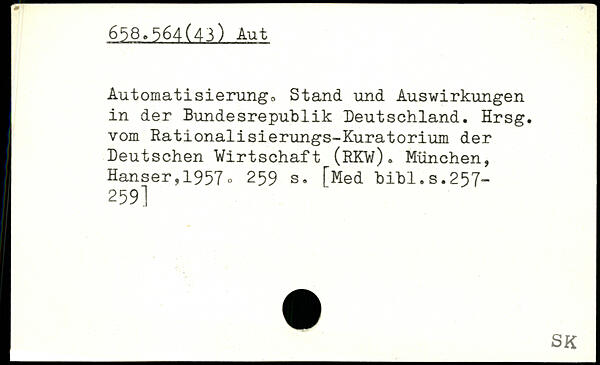 658.564(43) Aut
Automatisierung. Stand und Auswirkungen
in der Bundesrepublik Deutschland. Hrsg.
vom Rationalisierungs-Kuratorium der
Deutschen Wirtschaft (RKW). München,
Hanser,1957. 259 s. [Med bibl.s.257-
259]
SK